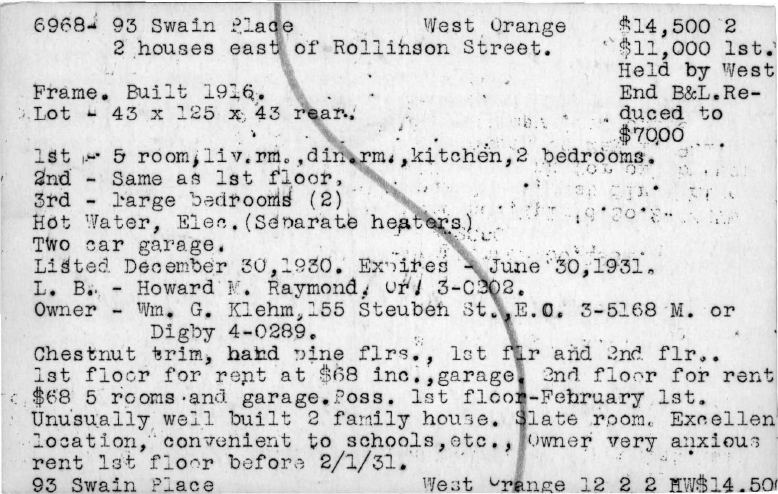 6968- 93 Swain Place West Orange $14,500 2
2 houses east of Rollinson Street. $11,000 1st.
Held by West
Frame. Built 1916. End B&L.Re-
Lot - 43 x 125 x 43 rear. duced to
$7000
1st - 5 room,liv.rm.,din.rm.,kitchen,2 bedrooms.
2nd - Same as 1st floor,
3rd - Large bedrooms (2)
Hot Water, Elec.(Separate heaters)
Two car garage.
Listed December 30,1930. Expires - June 30,1931.
L. B. - Howard M. Raymond, Or/ 3-0202.
Owner - Wm. G. Klehm,155 Steuben St.,E.O. 3-5168 M. or
Digby 4-0289.
Chestnut trim, hard pine flrs., 1st flr and 2nd flr..
1st floor for rent at $68 inc.,garage. 2nd floor for rent
$68 5 rooms and garage.Poss. 1st floor-February 1st.
Unusually well built 2 family house. Slate room. Excellen
location, convenient to schools,etc., Owner very anxious
rent 1st floor before 2/1/31.
93 Swain Place West Orange 12 2 2 HW$14.500